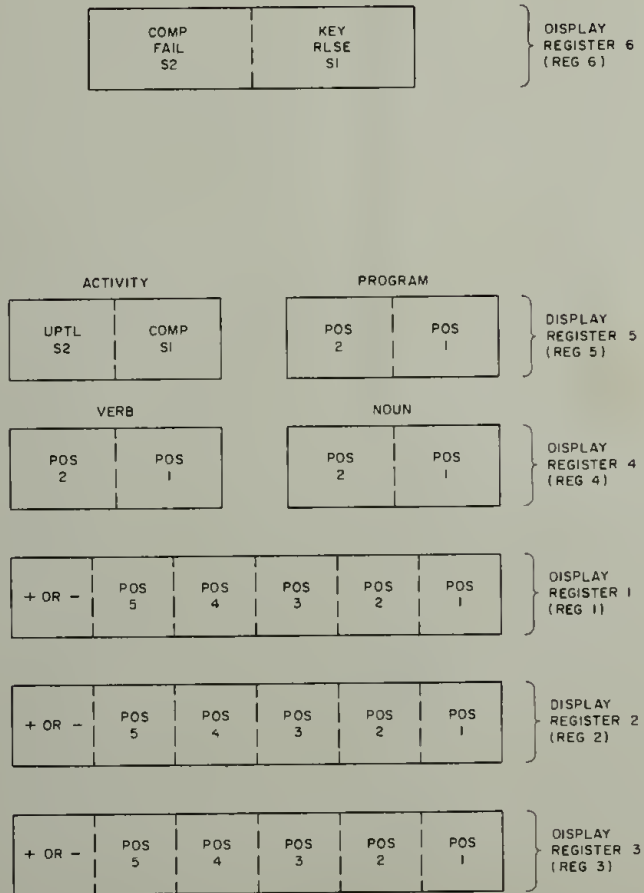 COMP FAIL S2
KEY RLSE S1
DISPLAY REGISTER 6 (REG 6)
ACTIVITY
PROGRAM
UPTL S2
COMP S1
POS 2
POS 1
DISPLAY REGISTER 5 (REG 5)
VERB
NOUN
POS 2
POS 1
POS 2
POS 1
DISPLAY REGISTER 4 (REG 4)
+ OR -
POS 5
POS 4
POS 3
POS 2
POS 1
DISPLAY REGISTER 1 (REG 1)
+ OR -
POS 5
POS 4
POS 3
POS 2
POS 1
DISPLAY REGISTER 2 (REG 2)
+ OR -
POS 5
POS 4
POS 3
POS 2
POS 1
DISPLAY REGISTER 3 (REG 3)